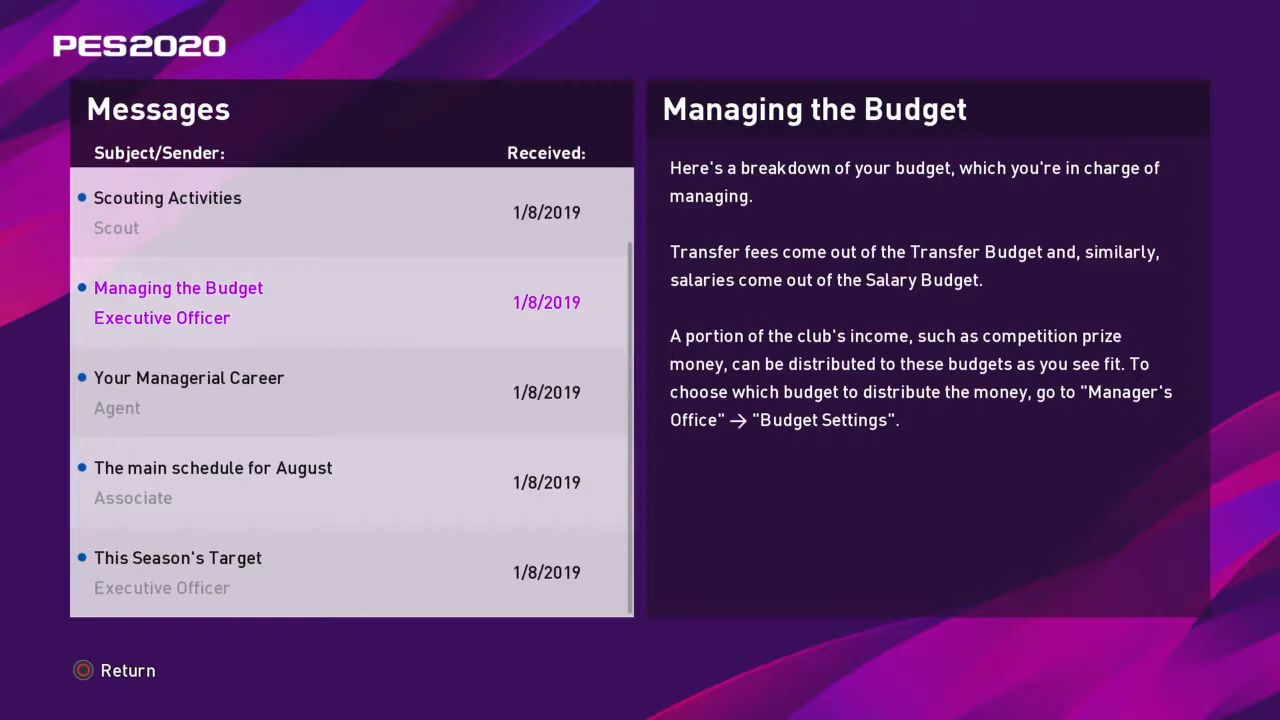 PES2020
Messages
Subject/Sender:
Received:
Scouting Activities
Scout
1/8/2019
Managing the Budget
Executive Officer
1/8/2019
Your Managerial Career
Agent
1/8/2019
The main schedule for August
Associate
1/8/2019
This Season's Target
Executive Officer
1/8/2019
Managing the Budget
Here's a breakdown of your budget, which you're in charge of
managing.
Transfer fees come out of the Transfer Budget and, similarly,
salaries come out of the Salary Budget.
A portion of the club's income, such as competition prize
money, can be distributed to these budgets as you see fit. To
choose which budget to distribute the money, go to "Manager's
Office" → "Budget Settings".
Return